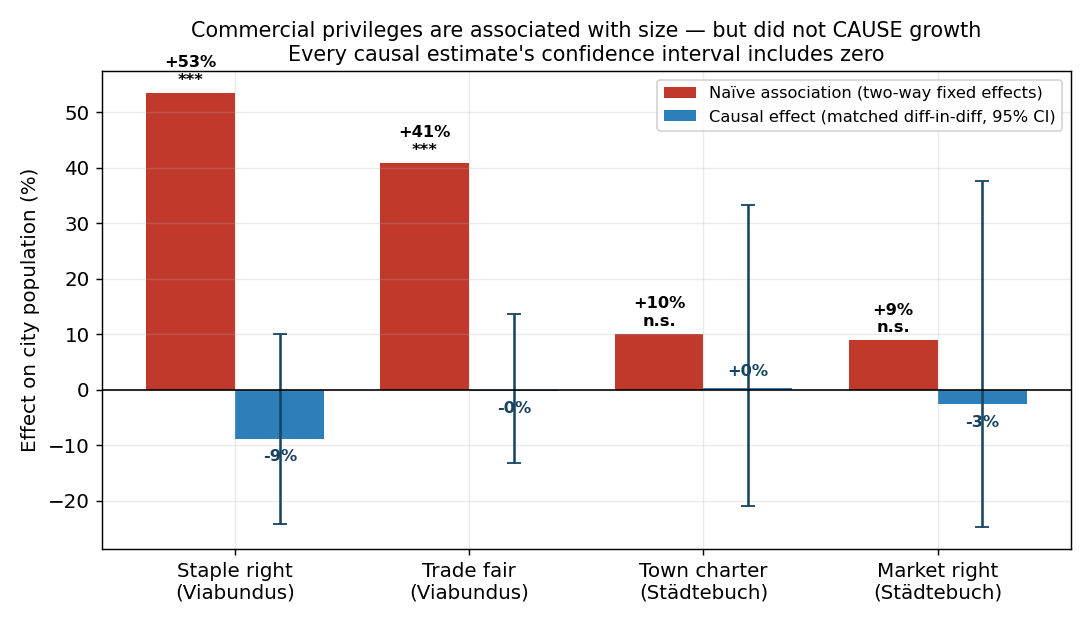 Commercial privileges are associated with size — but did not CAUSE growth
Every causal estimate's confidence interval includes zero
+53%
***
Naïve association (two-way fixed effects)
Causal effect (matched diff-in-diff, 95% CI)
+41%
***
+10%
n.s.
+9%
n.s.
+0%
-0%
-3%
-9%
Effect on city population (%)
50
40
30
20
10
0
−10
−20
Staple right
(Viabundus)
Trade fair
(Viabundus)
Town charter
(Städtebuch)
Market right
(Städtebuch)